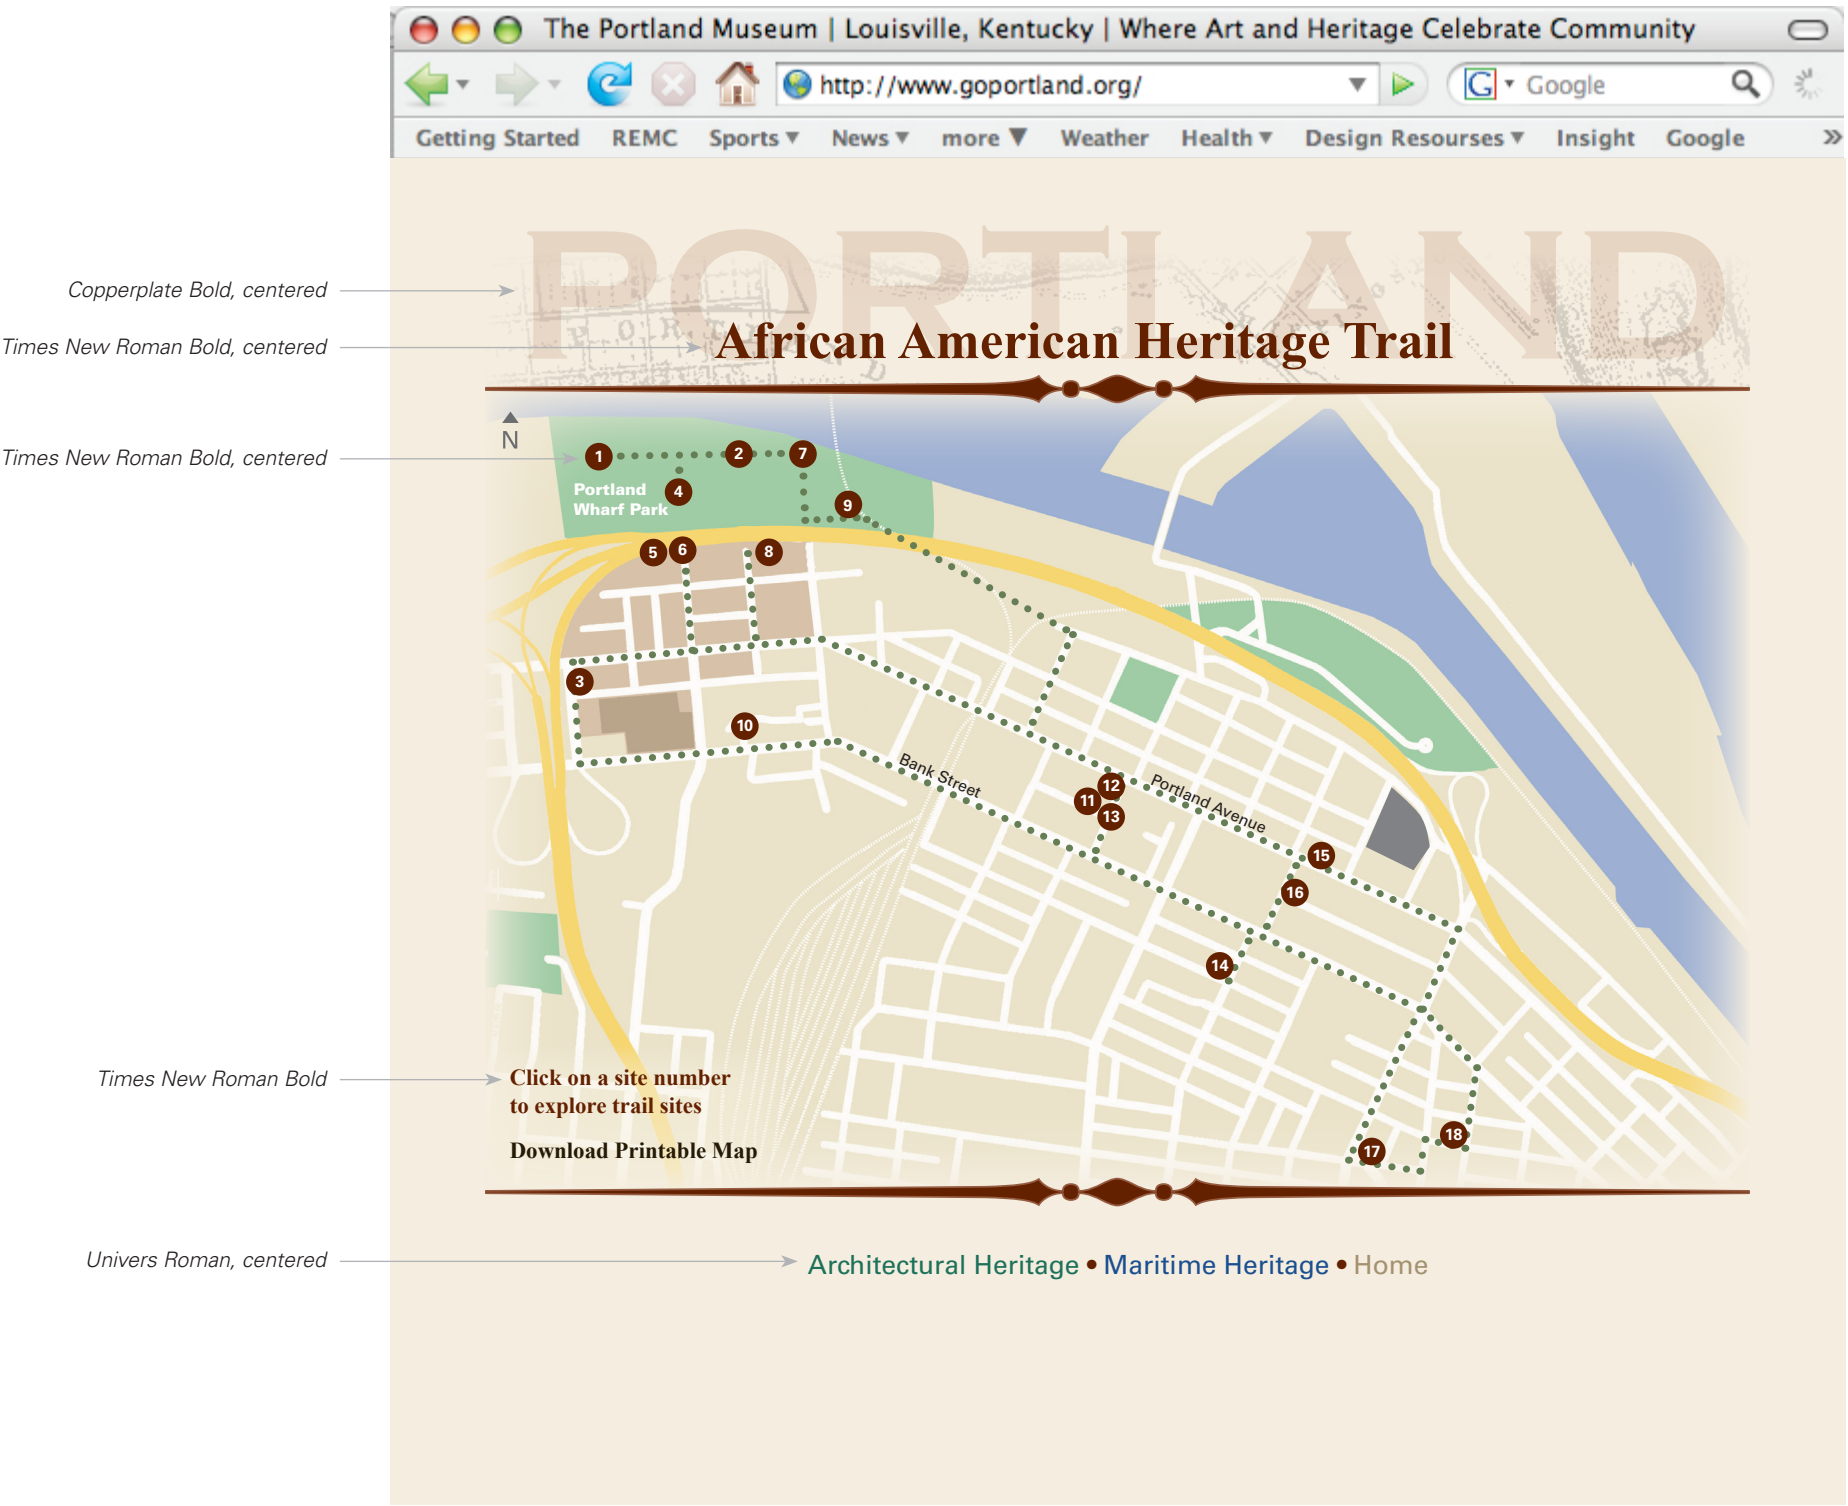 The Portland Museum | Louisville, Kentucky | Where Art and Heritage Celebrate Community
http://www.goportland.org/
Google
Getting Started REMC Sports News more Weather Health Design Resourses Insight Google »
PORTLAND
Copperplate Bold, centered
PORTLAND
Times New Roman Bold, centered
African American Heritage Trail
N
Times New Roman Bold, centered
1 2 7
4
9
Portland
Wharf Park
5 6 8
3
10
Bank Street
Portland Avenue
12
11
13
15
16
14
18
17
Times New Roman Bold
Click on a site number
to explore trail sites
Download Printable Map
Univers Roman, centered
Architectural Heritage • Maritime Heritage • Home